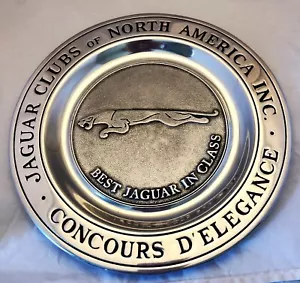 · JAGUAR CLUBS OF NORTH AMERICA INC. ·
CONCOURS D'ELEGANCE
BEST JAGUAR IN CLASS